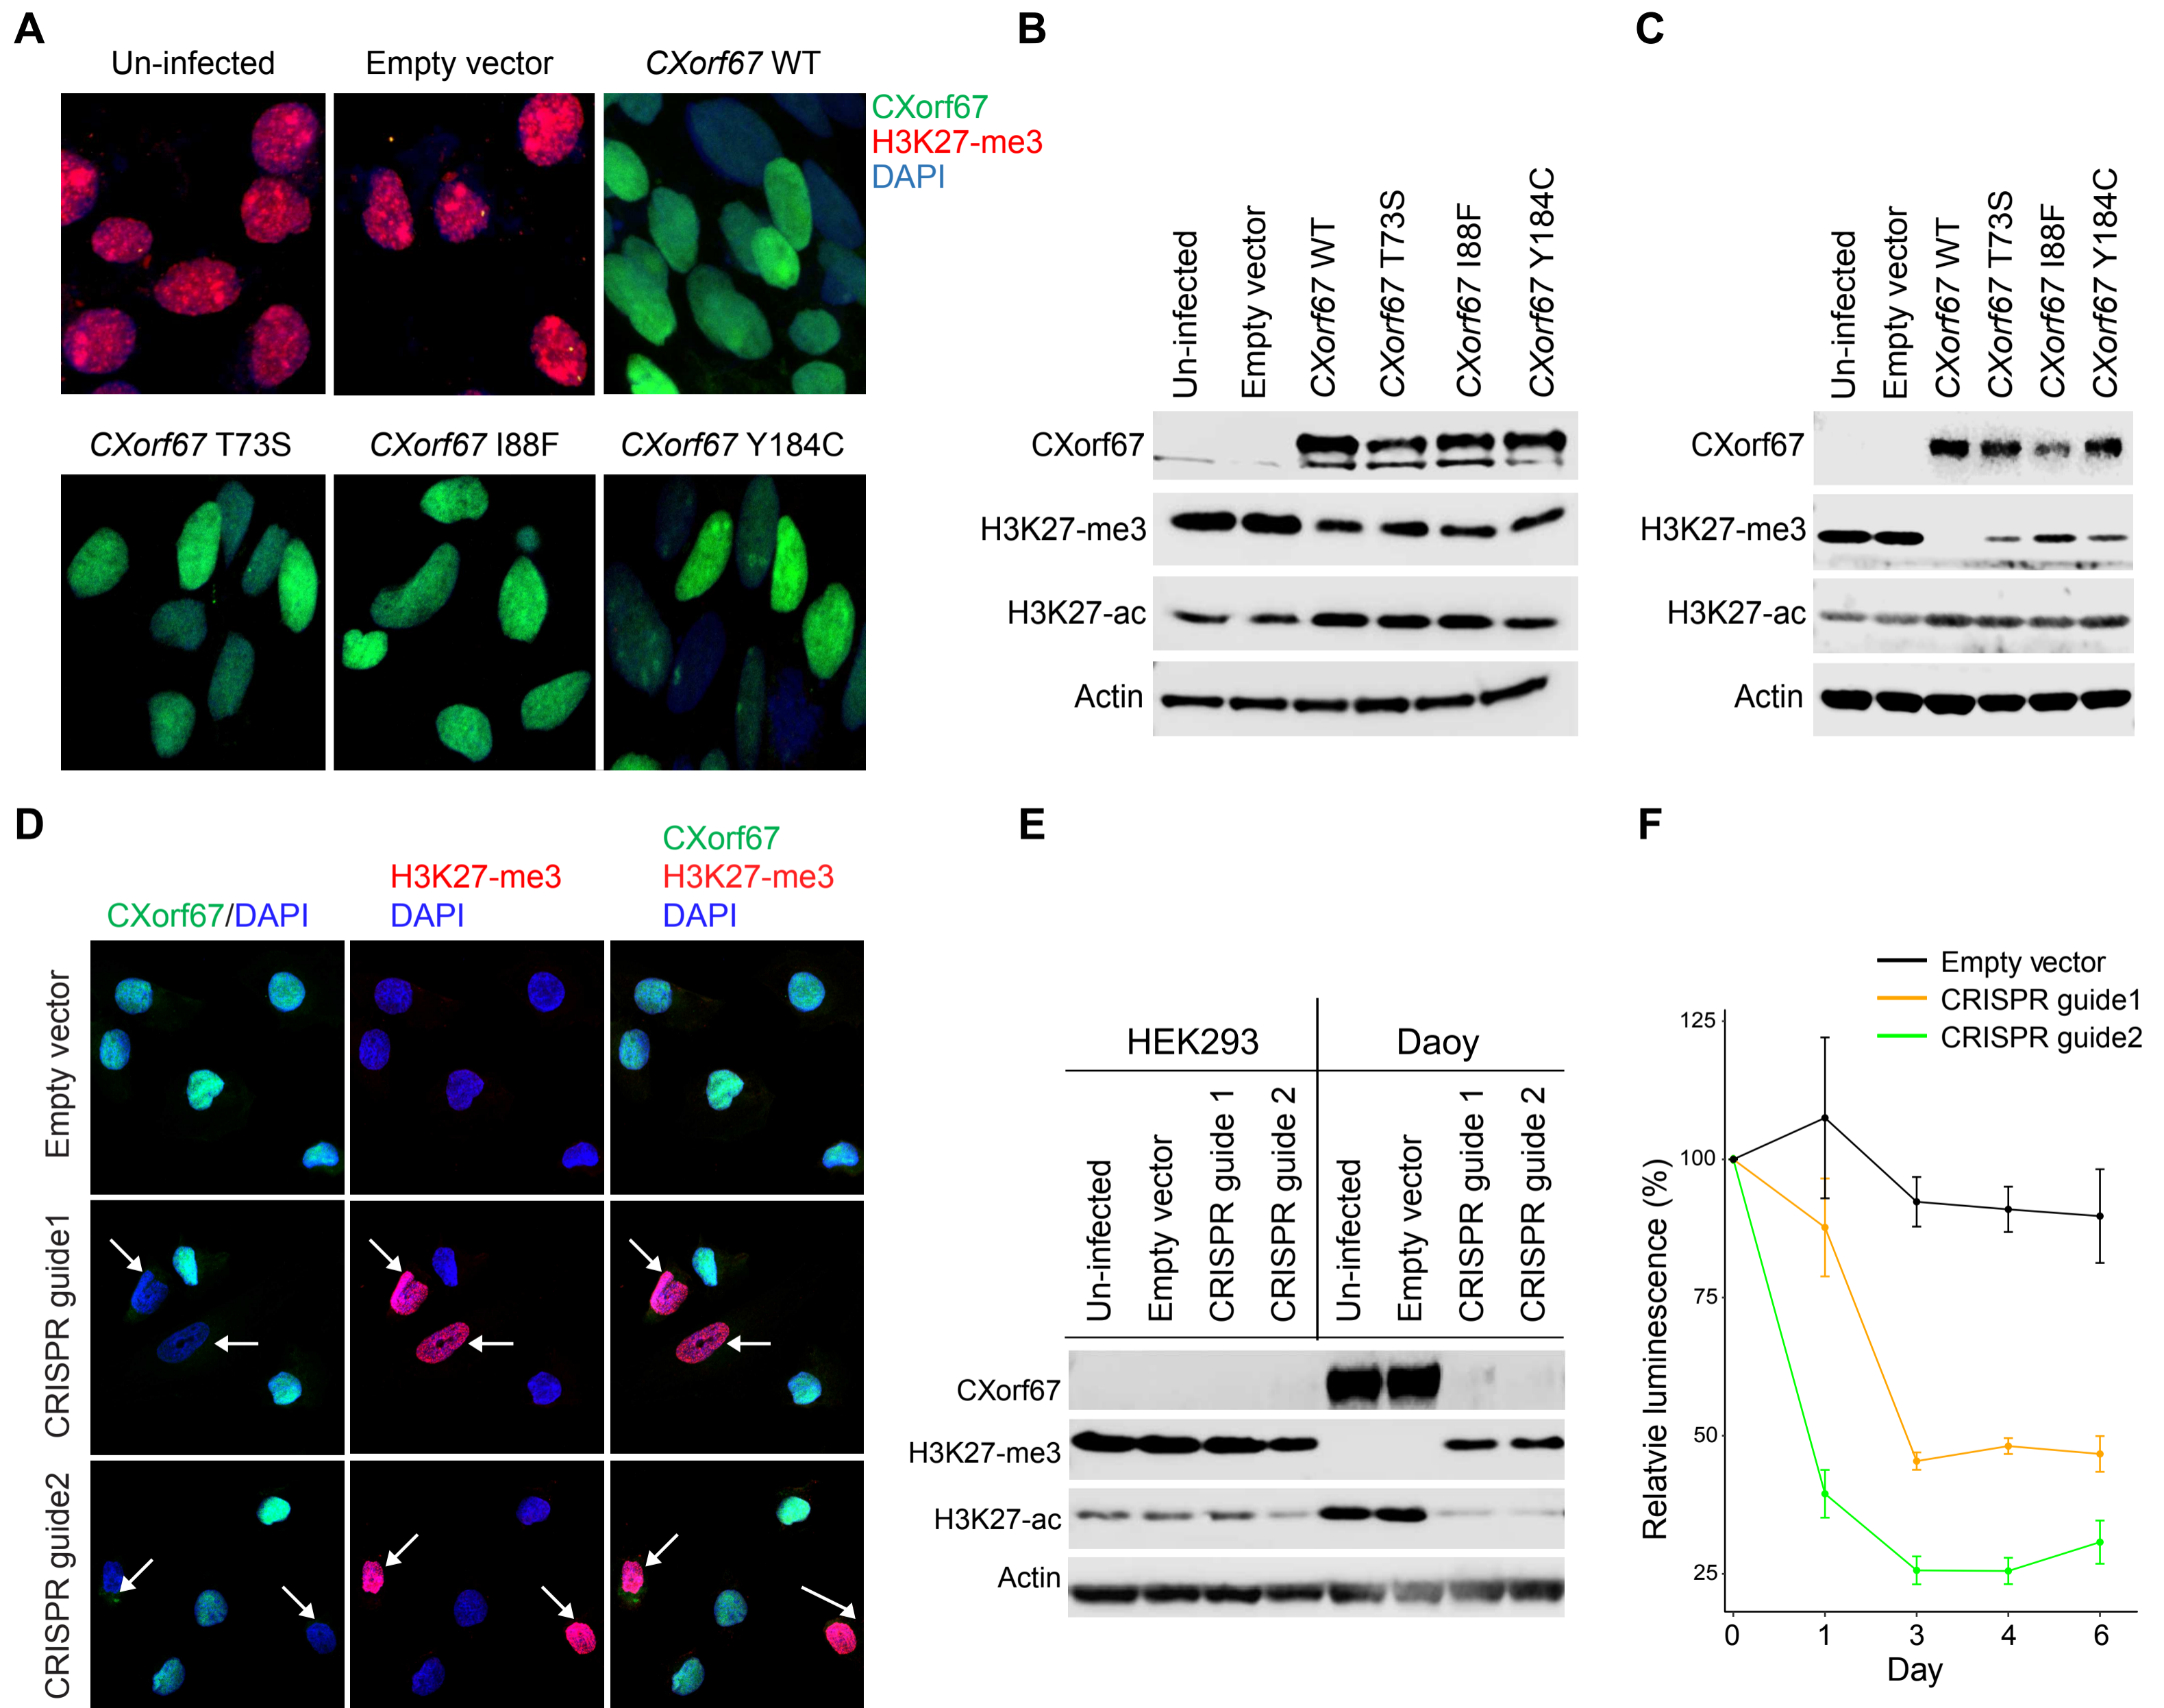 A
Un-infected
Empty vector
CXorf67 WT
CXorf67
H3K27-me3
DAPI
CXorf67 T73S
CXorf67 I88F
CXorf67 Y184C
B
Un-infected
Empty vector
CXorf67 WT
CXorf67 T73S
CXorf67 I88F
CXorf67 Y184C
CXorf67
H3K27-me3
H3K27-ac
Actin
C
Un-infected
Empty vector
CXorf67 WT
CXorf67 T73S
CXorf67 I88F
CXorf67 Y184C
CXorf67
H3K27-me3
H3K27-ac
Actin
D
CXorf67/DAPI
H3K27-me3
DAPI
CXorf67
H3K27-me3
DAPI
Empty vector
CRISPR guide1
CRISPR guide2
E
HEK293
Daoy
Un-infected
Empty vector
CRISPR guide 1
CRISPR guide 2
Un-infected
Empty vector
CRISPR guide 1
CRISPR guide 2
CXorf67
H3K27-me3
H3K27-ac
Actin
F
Empty vector
CRISPR guide1
CRISPR guide2
Relatvie luminescence (%)
125
100
75
50
25
0 1 3 4 6
Day